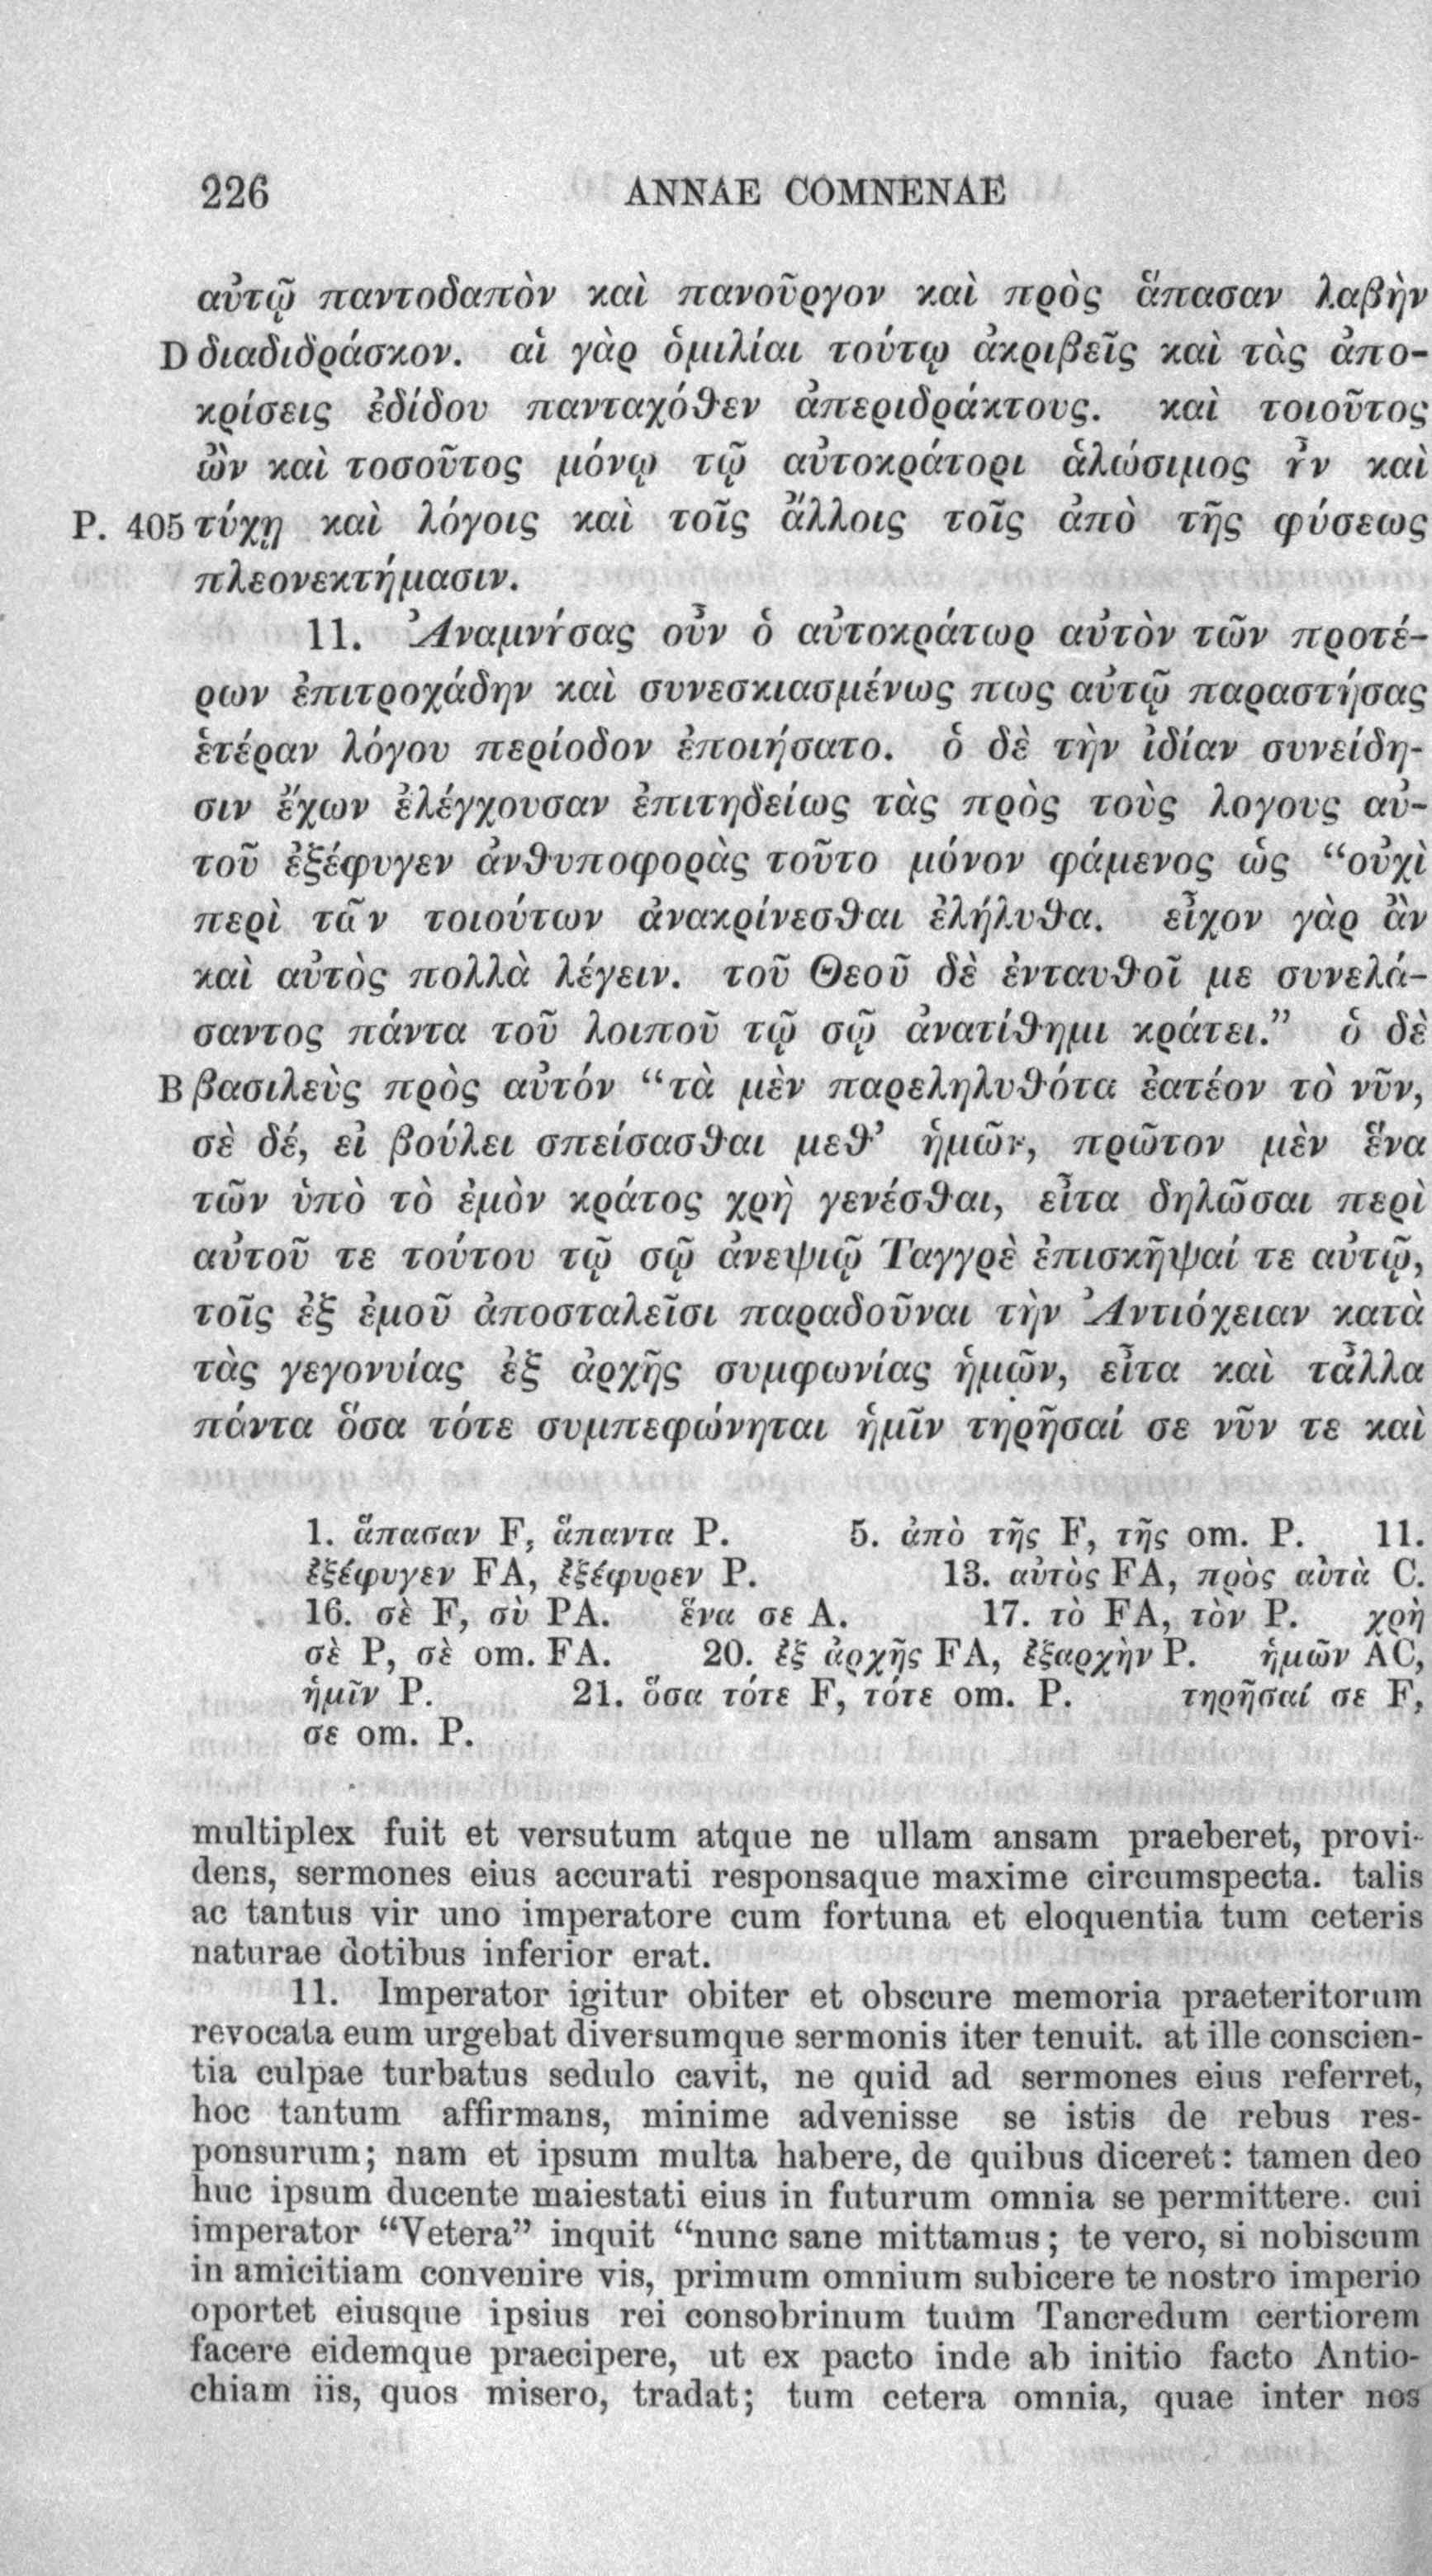 226 ANNAE COMNENAE
αὐτῷ παντοδαπὸν καὶ πανοῦργον καὶ πρὸς ἅπασαν λαβὴν
D διαδιδράσκον. αἱ γὰρ ὁμιλίαι τούτῳ ἀκριβεῖς καὶ τὰς ἀπο-
κρίσεις ἐδίδου πανταχόθεν ἀπεριδράκτους. καὶ τοιοῦτος
ὢν καὶ τοσοῦτος μόνῳ τῷ αὐτοκράτορι ἁλώσιμος ἦν καὶ
P. 405 τύχῃ καὶ λόγοις καὶ τοῖς ἄλλοις τοῖς ἀπὸ τῆς φύσεως
πλεονεκτήμασιν.
11. Ἀναμνήσας οὖν ὁ αὐτοκράτωρ αὐτὸν τῶν προτέ-
ρων ἐπιτροχάδην καὶ συνεσκιασμένως πως αὐτῷ παραστήσας
ἑτέραν λόγου περίοδον ἐποιήσατο. ὁ δὲ τὴν ἰδίαν συνείδη-
σιν ἔχων ἐλέγχουσαν ἐπιτηδείως τὰς πρὸς τοὺς λογους αὐ-
τοῦ ἐξέφυγεν ἀνθυποφορὰς τοῦτο μόνον φάμενος ὡς “οὐχὶ
περὶ τῶν τοιούτων ἀνακρίνεσθαι ἐλήλυθα. εἶχον γὰρ ἂν
καὶ αὐτὸς πολλὰ λέγειν. τοῦ Θεοῦ δὲ ἐνταυθοῖ με συνελά-
σαντος πάντα τοῦ λοιποῦ τῷ σῷ ἀνατίθημι κράτει.” ὁ δὲ
B βασιλεὺς πρὸς αὐτόν “τὰ μὲν παρεληλυθότα ἐατέον τὸ νῦν,
σὲ δέ, εἰ βούλει σπείσασθαι μεθ’ ἡμῶν, πρῶτον μὲν ἕνα
τῶν ὑπὸ τὸ ἐμὸν κράτος χρὴ γενέσθαι, εἶτα δηλῶσαι περὶ
αὐτοῦ τε τούτου τῷ σῷ ἀνεψιῷ Ταγγρὲ ἐπισκῆψαί τε αὐτῷ,
τοῖς ἐξ ἐμοῦ ἀποσταλεῖσι παραδοῦναι τὴν Ἀντιόχειαν κατὰ
τὰς γεγονυίας ἐξ ἀρχῆς συμφωνίας ἡμῶν, εἶτα καὶ τἆλλα
πάντα ὅσα τότε συμπεφώνηται ἡμῖν τηρῆσαί σε νῦν τε καὶ
1. ἅπασαν F, ἅπαντα P. 5. ἀπὸ τῆς F, τῆς om. P. 11.
ἐξέφυγεν FA, ἐξέφυρεν P. 13. αὐτὸς FA, πρὸς αὐτὰ C.
16. σὲ F, σὺ PA. ἕνα σε A. 17. τὸ FA, τὸν P. χρὴ
σὲ P, σὲ om. FA. 20. ἐξ ἀρχῆς FA, ἐξαρχὴν P. ἡμῶν AC,
ἡμῖν P. 21. ὅσα τότε F, τότε om. P. τηρῆσαί σε F,
σε om. P.
multiplex fuit et versutum atque ne ullam ansam praeberet, provi-
dens, sermones eius accurati responsaque maxime circumspecta. talis
ac tantus vir uno imperatore cum fortuna et eloquentia tum ceteris
naturae dotibus inferior erat.
11. Imperator igitur obiter et obscure memoria praeteritorum
revocata eum urgebat diversumque sermonis iter tenuit. at ille conscien-
tia culpae turbatus sedulo cavit, ne quid ad sermones eius referret,
hoc tantum affirmans, minime advenisse se istis de rebus res-
ponsurum; nam et ipsum multa habere, de quibus diceret: tamen deo
huc ipsum ducente maiestati eius in futurum omnia se permittere. cui
imperator “Vetera” inquit “nunc sane mittamus; te vero, si nobiscum
in amicitiam convenire vis, primum omnium subicere te nostro imperio
oportet eiusque ipsius rei consobrinum tuum Tancredum certiorem
facere eidemque praecipere, ut ex pacto inde ab initio facto Antio-
chiam iis, quos misero, tradat; tum cetera omnia, quae inter nos